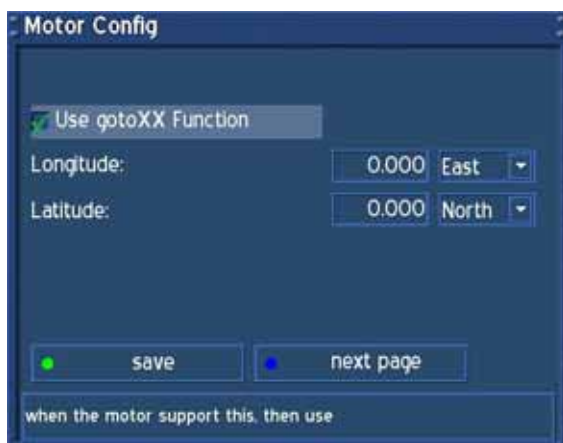 Motor Config
Use gotoXX Function
Longitude: 0.000 East
Latitude: 0.000 North
save next page
when the motor support this, then use